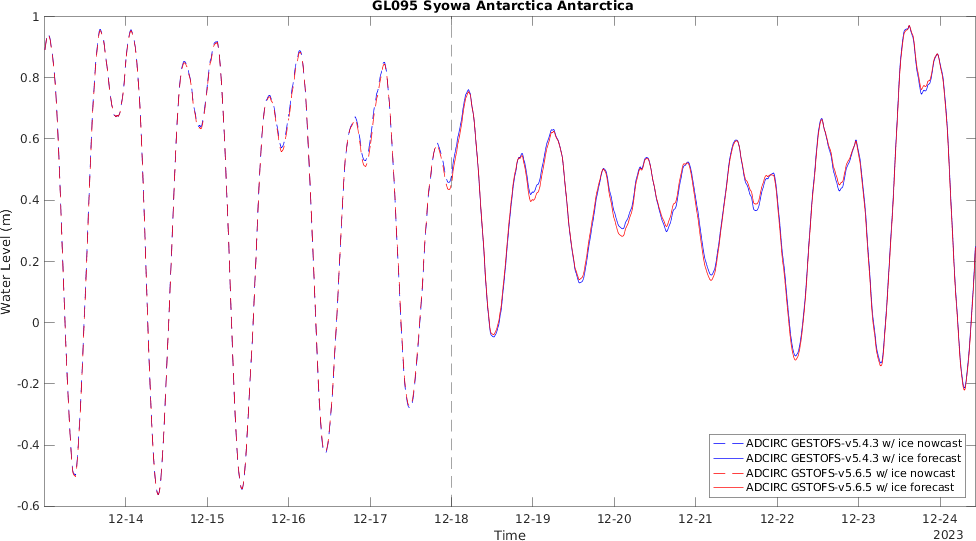 GL095 Syowa Antarctica Antarctica
Water Level (m)
1
0.8
0.6
0.4
0.2
0
-0.2
-0.4
-0.6
ADCIRC GESTOFS-v5.4.3 w/ ice nowcast
ADCIRC GESTOFS-v5.4.3 w/ ice forecast
ADCIRC GSTOFS-v5.6.5 w/ ice nowcast
ADCIRC GSTOFS-v5.6.5 w/ ice forecast
12-14 12-15 12-16 12-17 12-18 12-19 12-20 12-21 12-22 12-23 12-24
Time
2023